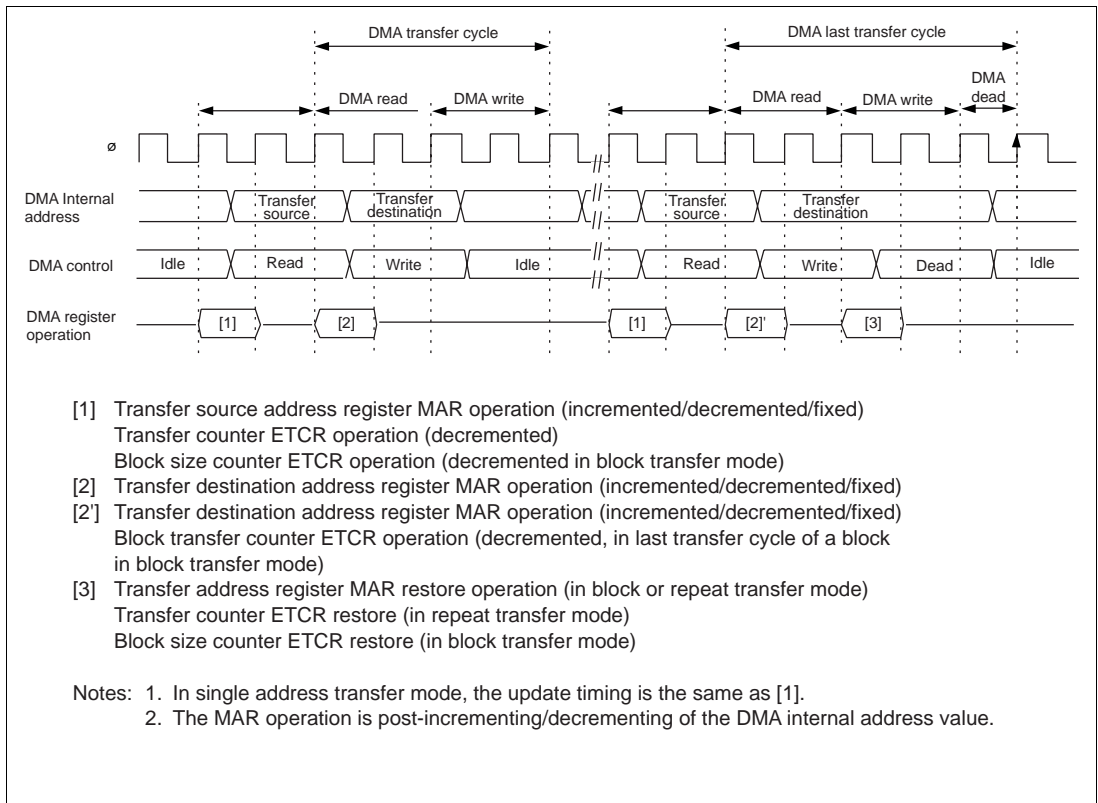 DMA transfer cycle DMA last transfer cycle
DMA read DMA write DMA read DMA write DMA dead
ø
DMA Internal address Transfer source Transfer destination Transfer source Transfer destination
DMA control Idle Read Write Idle Read Write Dead Idle
DMA register operation [1] [2] [1] [2]' [3]
[1] Transfer source address register MAR operation (incremented/decremented/fixed)
Transfer counter ETCR operation (decremented)
Block size counter ETCR operation (decremented in block transfer mode)
[2] Transfer destination address register MAR operation (incremented/decremented/fixed)
[2'] Transfer destination address register MAR operation (incremented/decremented/fixed)
Block transfer counter ETCR operation (decremented, in last transfer cycle of a block
in block transfer mode)
[3] Transfer address register MAR restore operation (in block or repeat transfer mode)
Transfer counter ETCR restore (in repeat transfer mode)
Block size counter ETCR restore (in block transfer mode)
Notes: 1. In single address transfer mode, the update timing is the same as [1].
2. The MAR operation is post-incrementing/decrementing of the DMA internal address value.